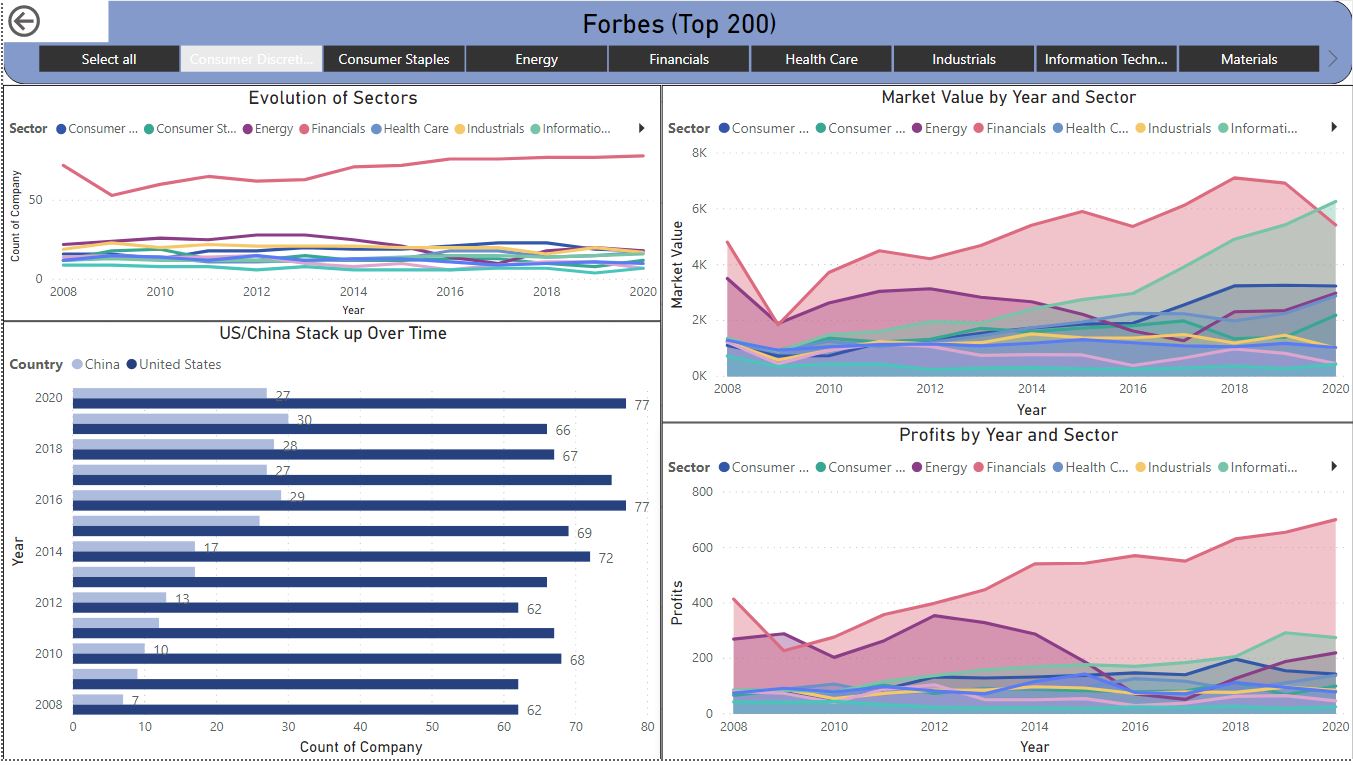 Forbes (Top 200)
Select all
Consumer Discreti...
Consumer Staples
Energy
Financials
Health Care
Industrials
Information Techn...
Materials
Evolution of Sectors
Sector Consumer ... Consumer St... Energy Financials Health Care Industrials Informatio...
Count of Company
50
0
2008 2010 2012 2014 2016 2018 2020
Year
US/China Stack up Over Time
Country China United States
Year
2020 27
77
30
66
2018 28
67
27
2016 29
77
69
2014 17
72
2012 13
62
2010 10
68
2008 7
62
0 10 20 30 40 50 60 70 80
Count of Company
Market Value by Year and Sector
Sector Consumer ... Consumer ... Energy Financials Health C... Industrials Informati...
Market Value
8K
6K
4K
2K
0K
2008 2010 2012 2014 2016 2018 2020
Year
Profits by Year and Sector
Sector Consumer ... Consumer ... Energy Financials Health C... Industrials Informati...
Profits
800
600
400
200
0
2008 2010 2012 2014 2016 2018 2020
Year